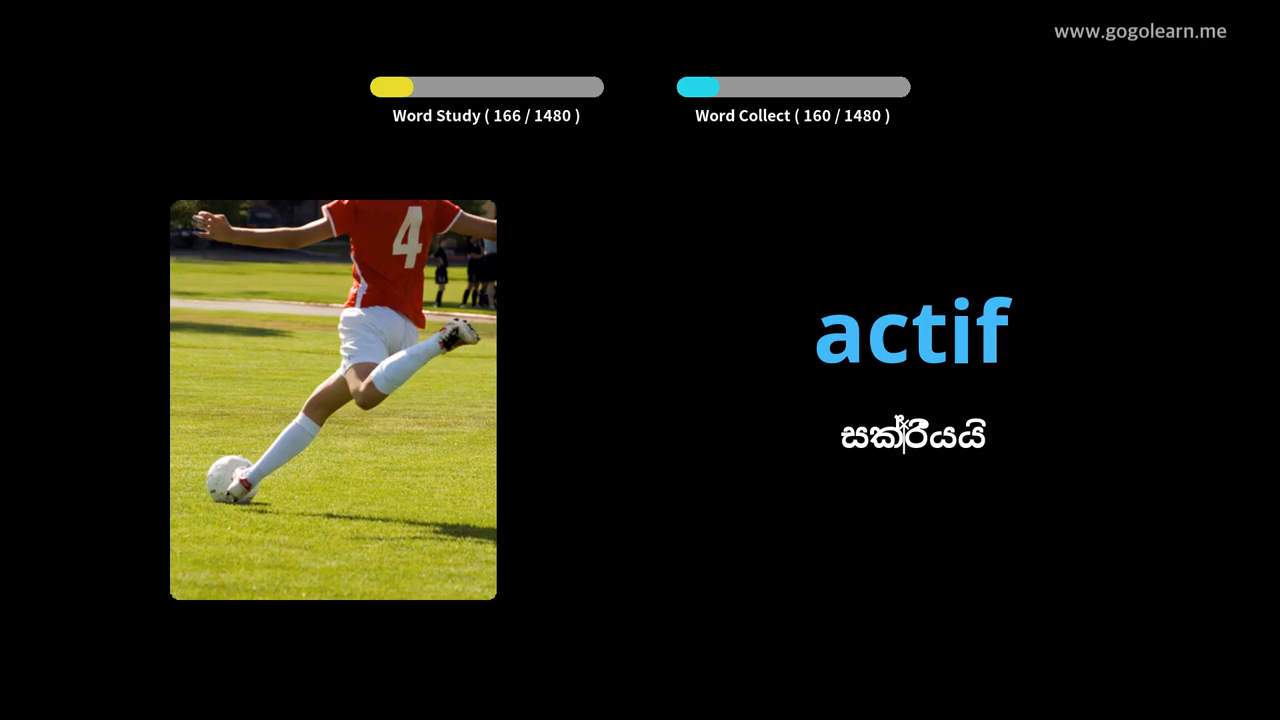 www.gogolearn.me
Word Study ( 166 / 1480 )
Word Collect ( 160 / 1480 )
4
actif
සක්‍රීයයි